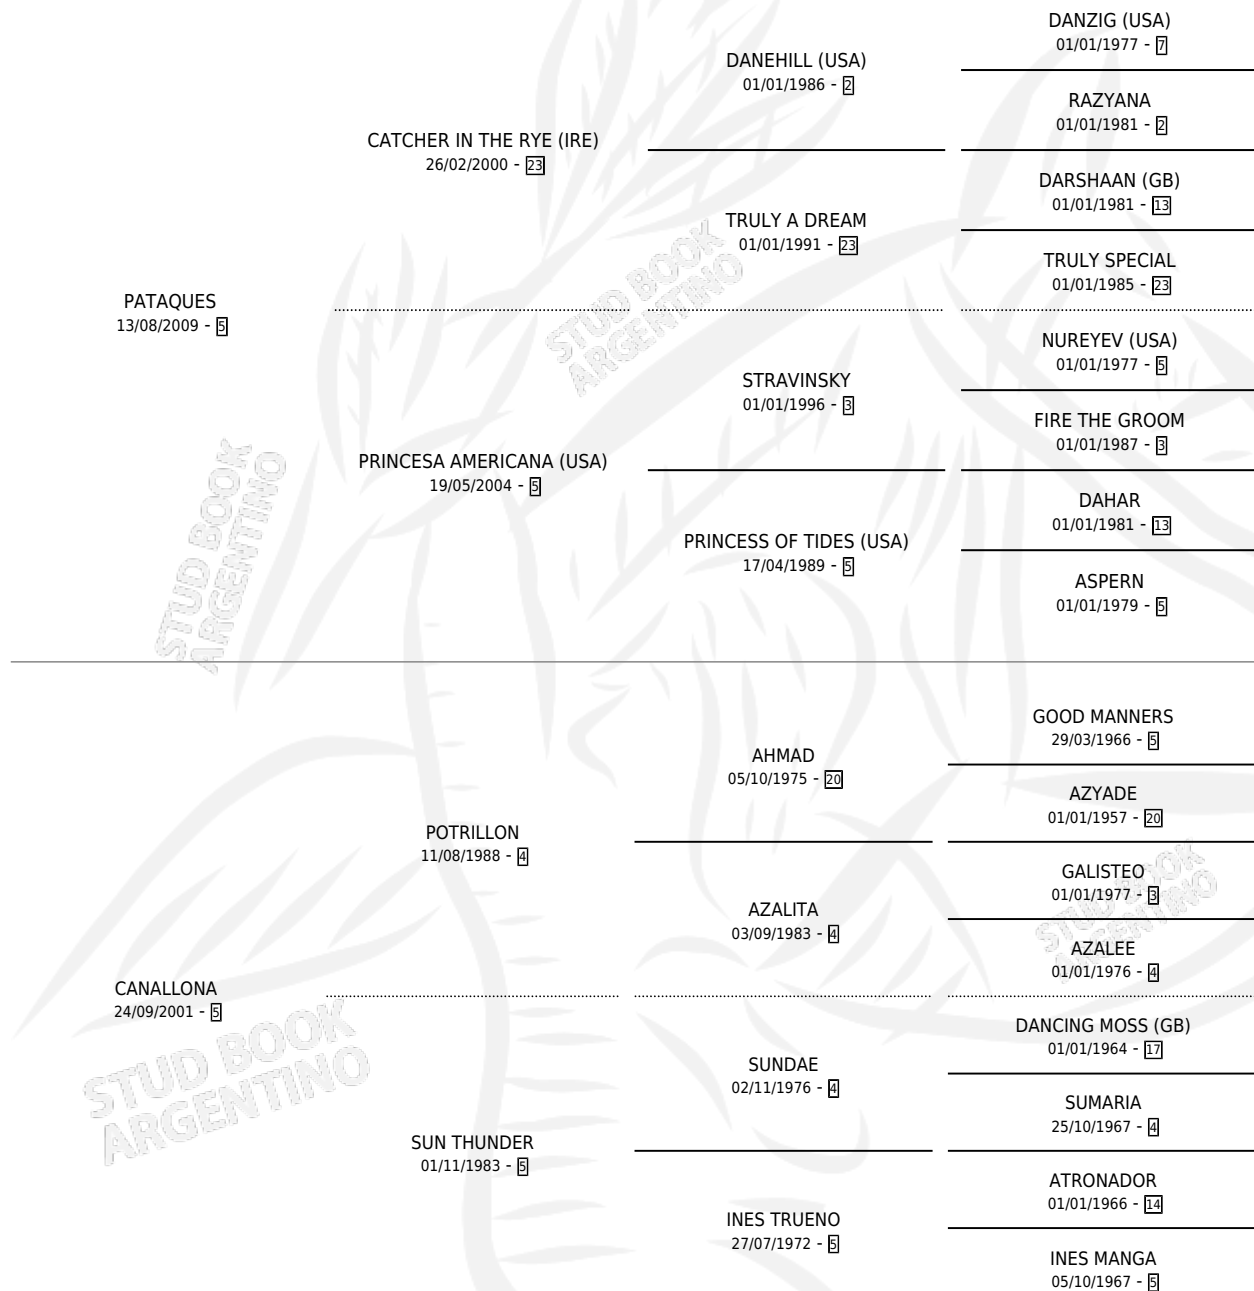 DANZIG (USA)
01/01/1977 - 7
DANEHILL (USA)
01/01/1986 - 2
RAZYANA
01/01/1981 - 2
CATCHER IN THE RYE (IRE)
26/02/2000 - 23
DARSHAAN (GB)
01/01/1981 - 13
TRULY A DREAM
01/01/1991 - 23
TRULY SPECIAL
01/01/1985 - 23
PATAQUES
13/08/2009 - 5
NUREYEV (USA)
01/01/1977 - 5
STRAVINSKY
01/01/1996 - 3
FIRE THE GROOM
01/01/1987 - 3
PRINCESA AMERICANA (USA)
19/05/2004 - 5
DAHAR
01/01/1981 - 13
PRINCESS OF TIDES (USA)
17/04/1989 - 5
ASPERN
01/01/1979 - 5
GOOD MANNERS
29/03/1966 - 5
AHMAD
05/10/1975 - 20
AZYADE
01/01/1957 - 20
POTRILLON
11/08/1988 - 4
GALISTEO
01/01/1977 - 3
AZALITA
03/09/1983 - 4
AZALEE
01/01/1976 - 4
CANALLONA
24/09/2001 - 5
DANCING MOSS (GB)
01/01/1964 - 17
SUNDAE
02/11/1976 - 4
SUMARIA
25/10/1967 - 4
SUN THUNDER
01/11/1983 - 5
ATRONADOR
01/01/1966 - 14
INES TRUENO
27/07/1972 - 5
INES MANGA
05/10/1967 - 5
STUD BOOK
ARGENTINO
STUD BOOK
ARGENTINO
STUD BOOK
ARGENTINO
STUD BOOK
ARGENTINO